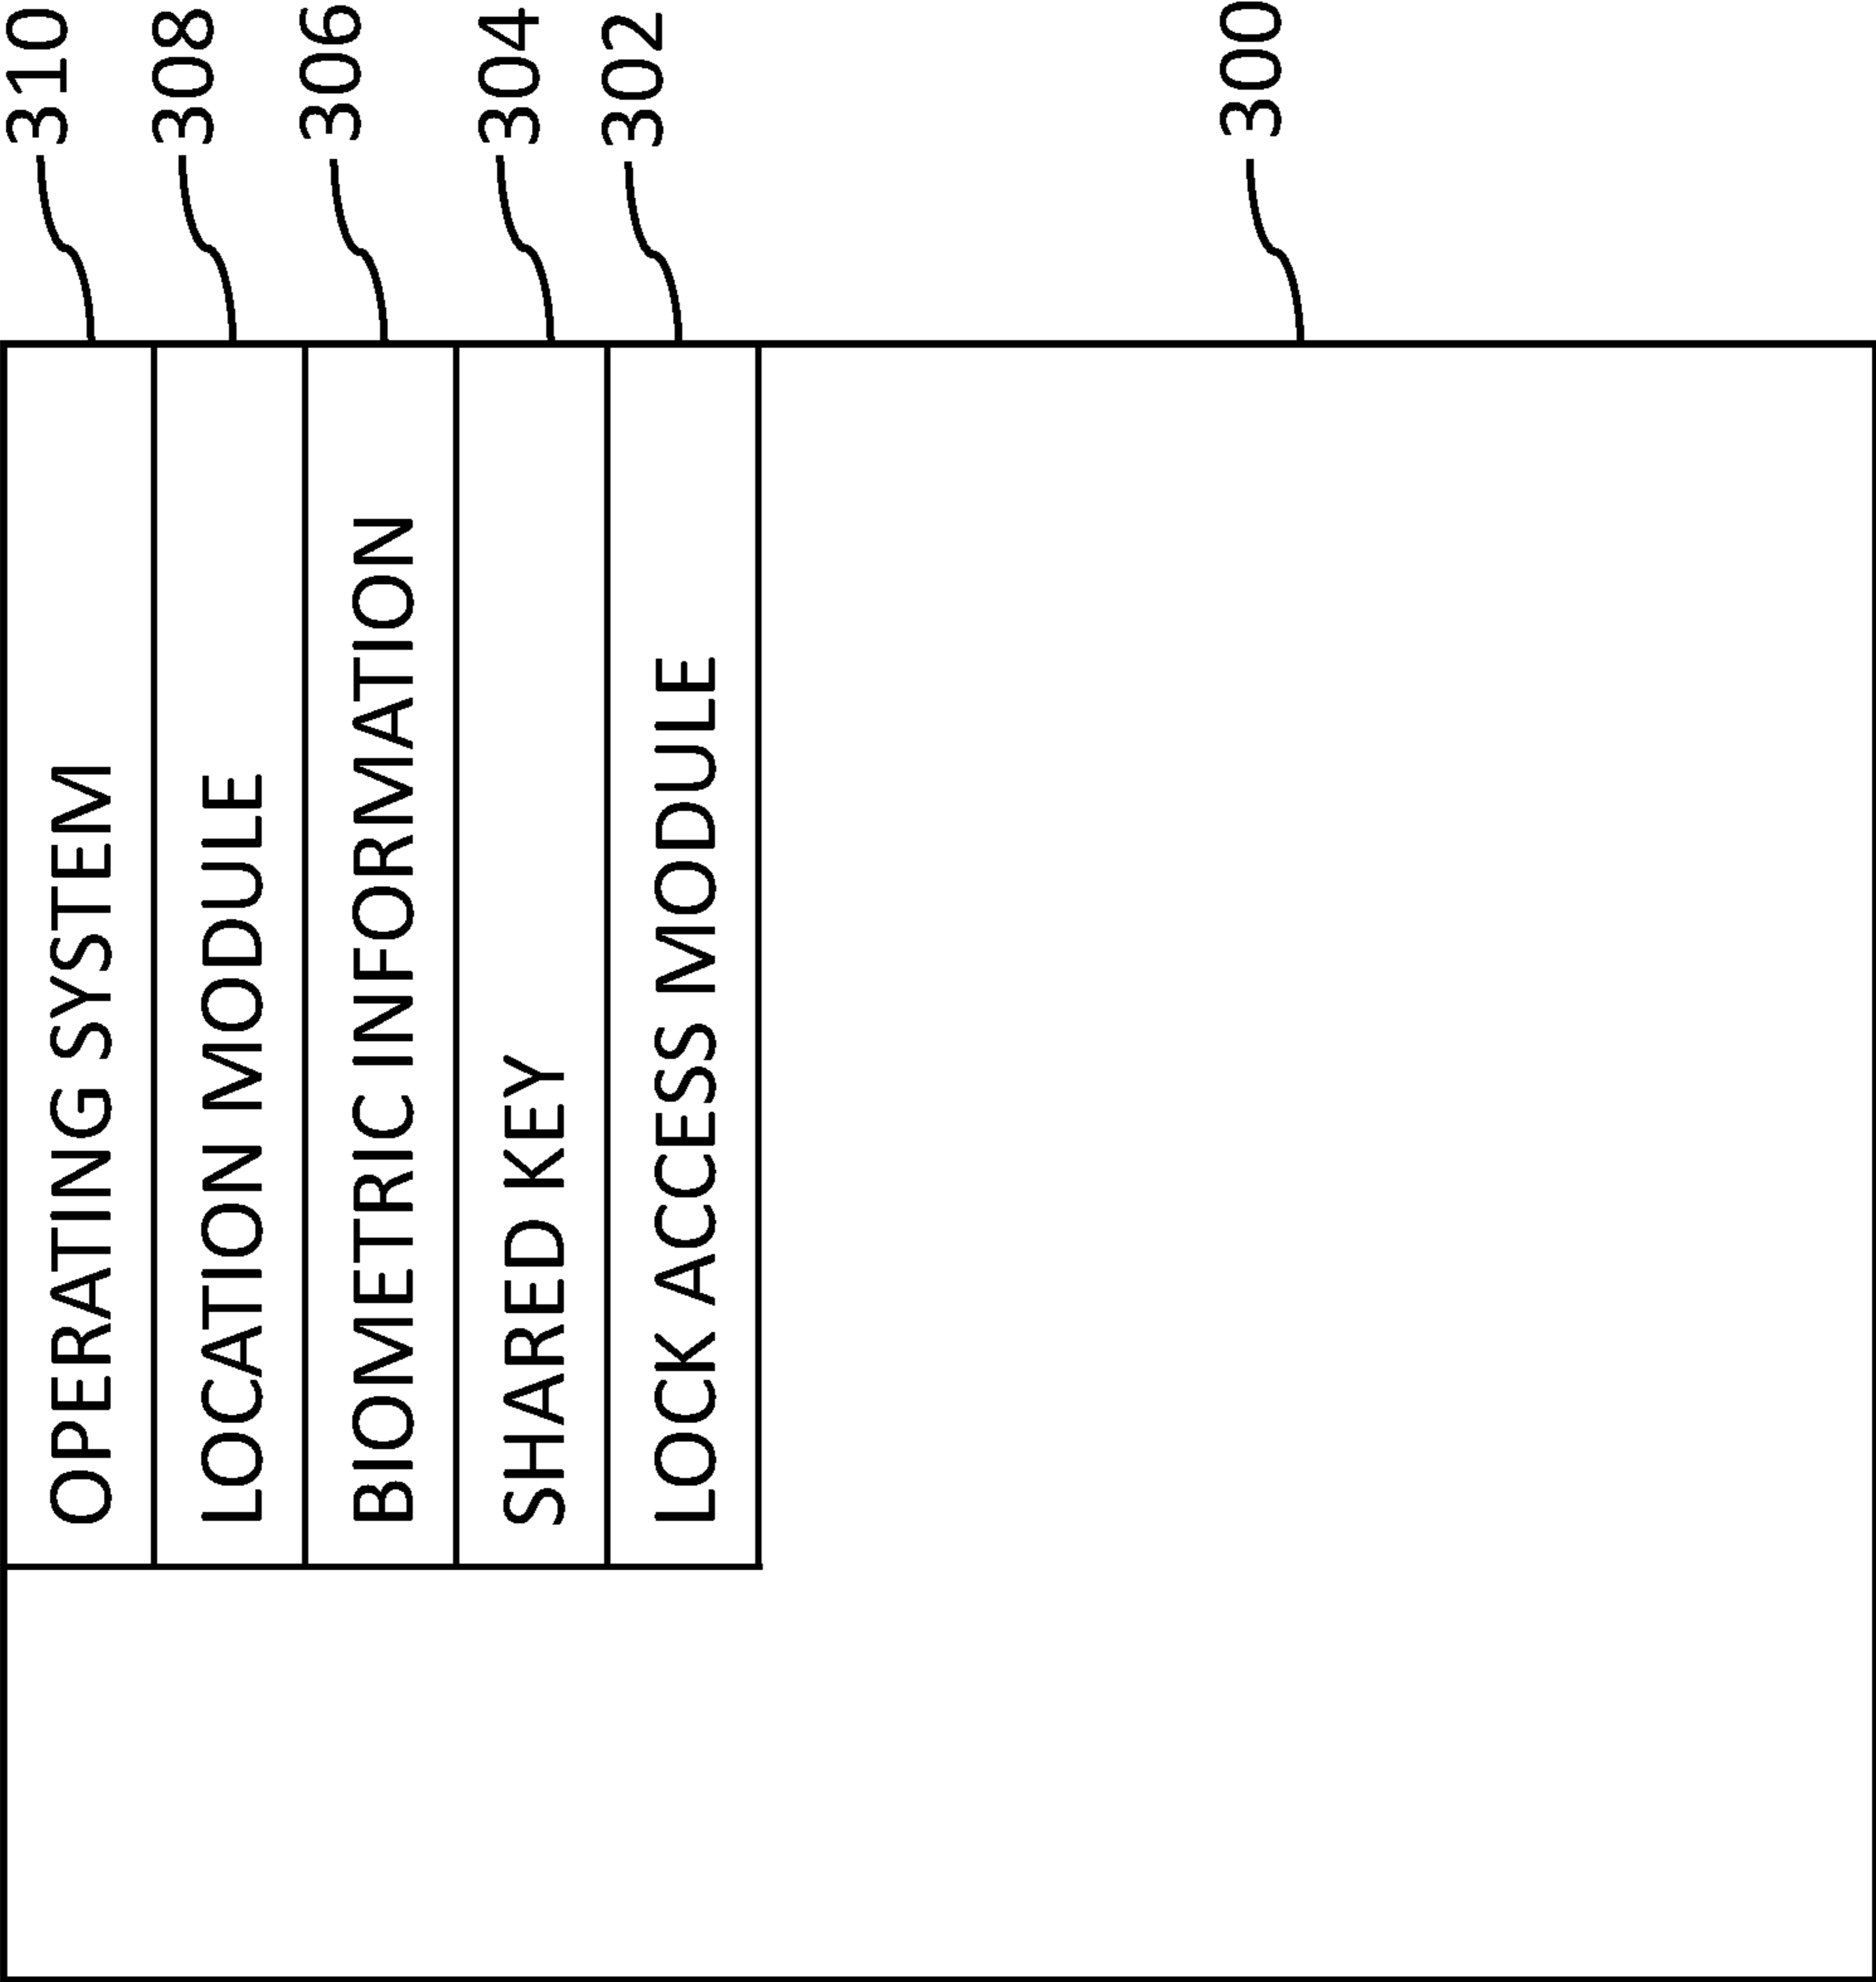 OPERATING SYSTEM 310
LOCATION MODULE 308
BIOMETRIC INFORMATION 306
SHARED KEY 304
LOCK ACCESS MODULE 302
300